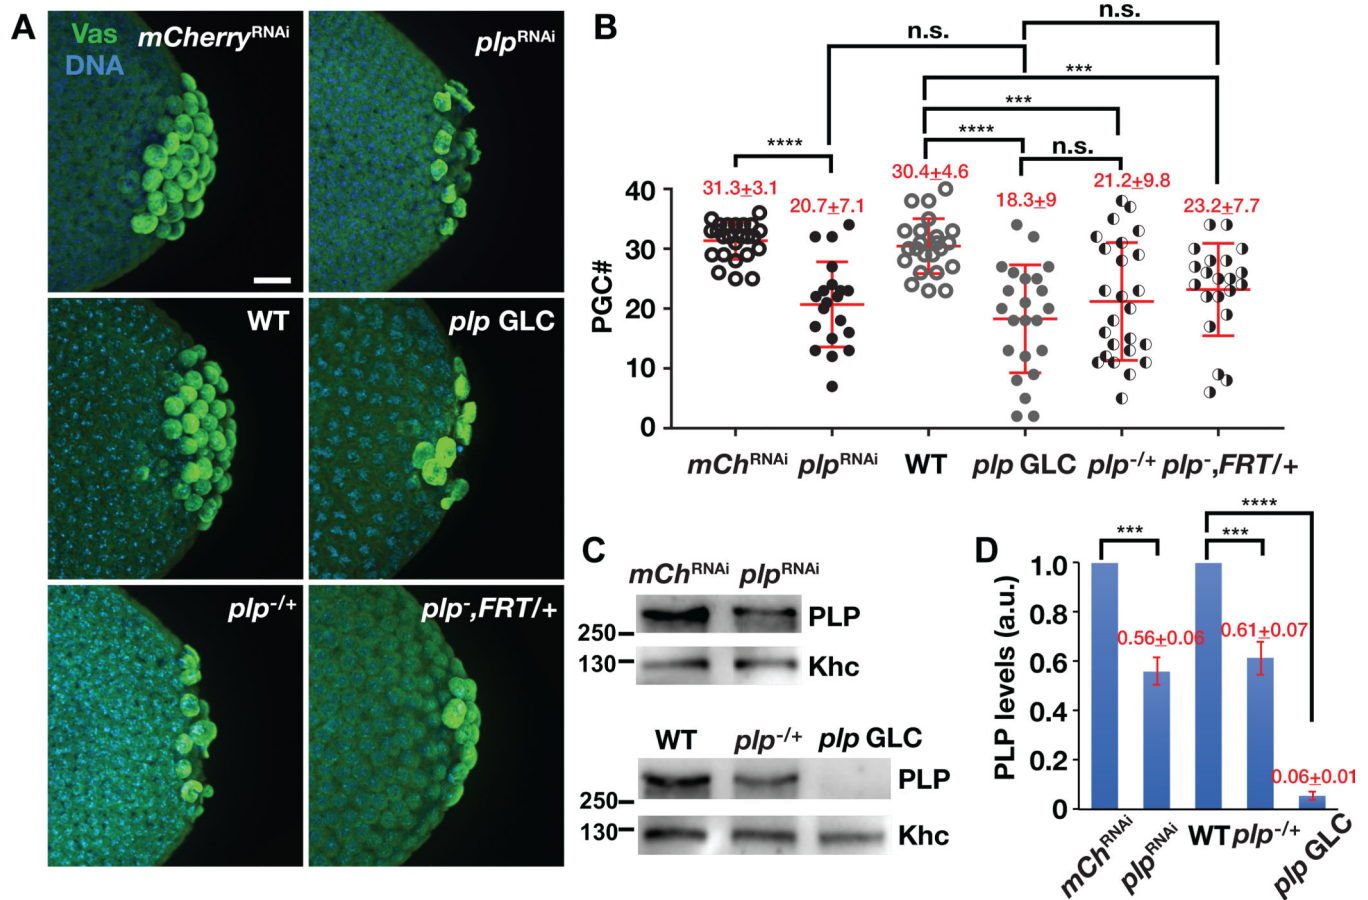 A
Vas
DNA
mCherryRNAi
plpRNAi
WT
plp GLC
plp-/+
plp-,FRT/+
B
n.s.
n.s.
***
***
****
****
n.s.
31.3±3.1
20.7±7.1
30.4±4.6
18.3±9
21.2±9.8
23.2±7.7
PGC#
40
30
20
10
0
mChRNAi
plpRNAi
WT
plp GLC
plp-/+
plp-,FRT/+
C
mChRNAi plpRNAi
PLP
250
130
Khc
WT plp-/+ plp GLC
PLP
250
130
Khc
D
****
***
***
PLP levels (a.u.)
1.0
0.8
0.6
0.4
0.2
0
0.56±0.06
0.61±0.07
0.06±0.01
mChRNAi
plpRNAi
WT
plp-/+
plp GLC